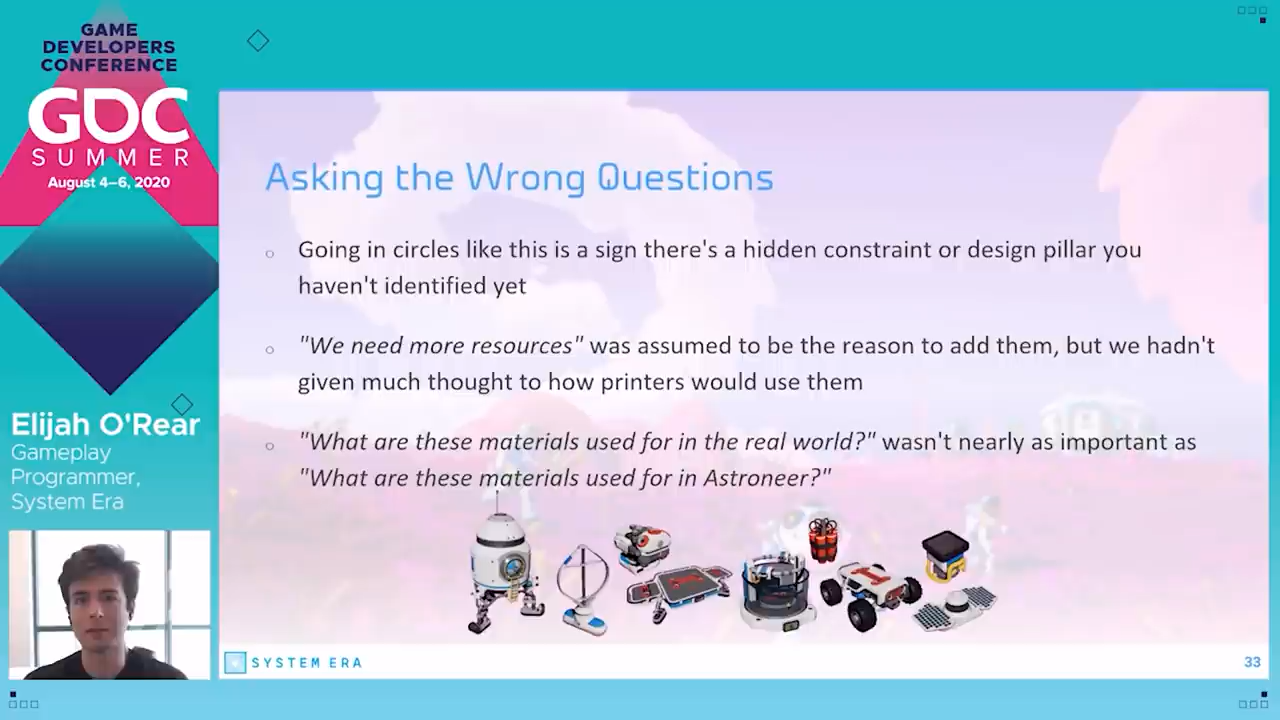 GAME
DEVELOPERS
CONFERENCE
GDC
SUMMER
August 4–6, 2020
Elijah O'Rear
Gameplay
Programmer,
System Era
Asking the Wrong Questions
Going in circles like this is a sign there's a hidden constraint or design pillar you
haven't identified yet
"We need more resources" was assumed to be the reason to add them, but we hadn't
given much thought to how printers would use them
"What are these materials used for in the real world?" wasn't nearly as important as
"What are these materials used for in Astroneer?"
SYSTEM ERA
33